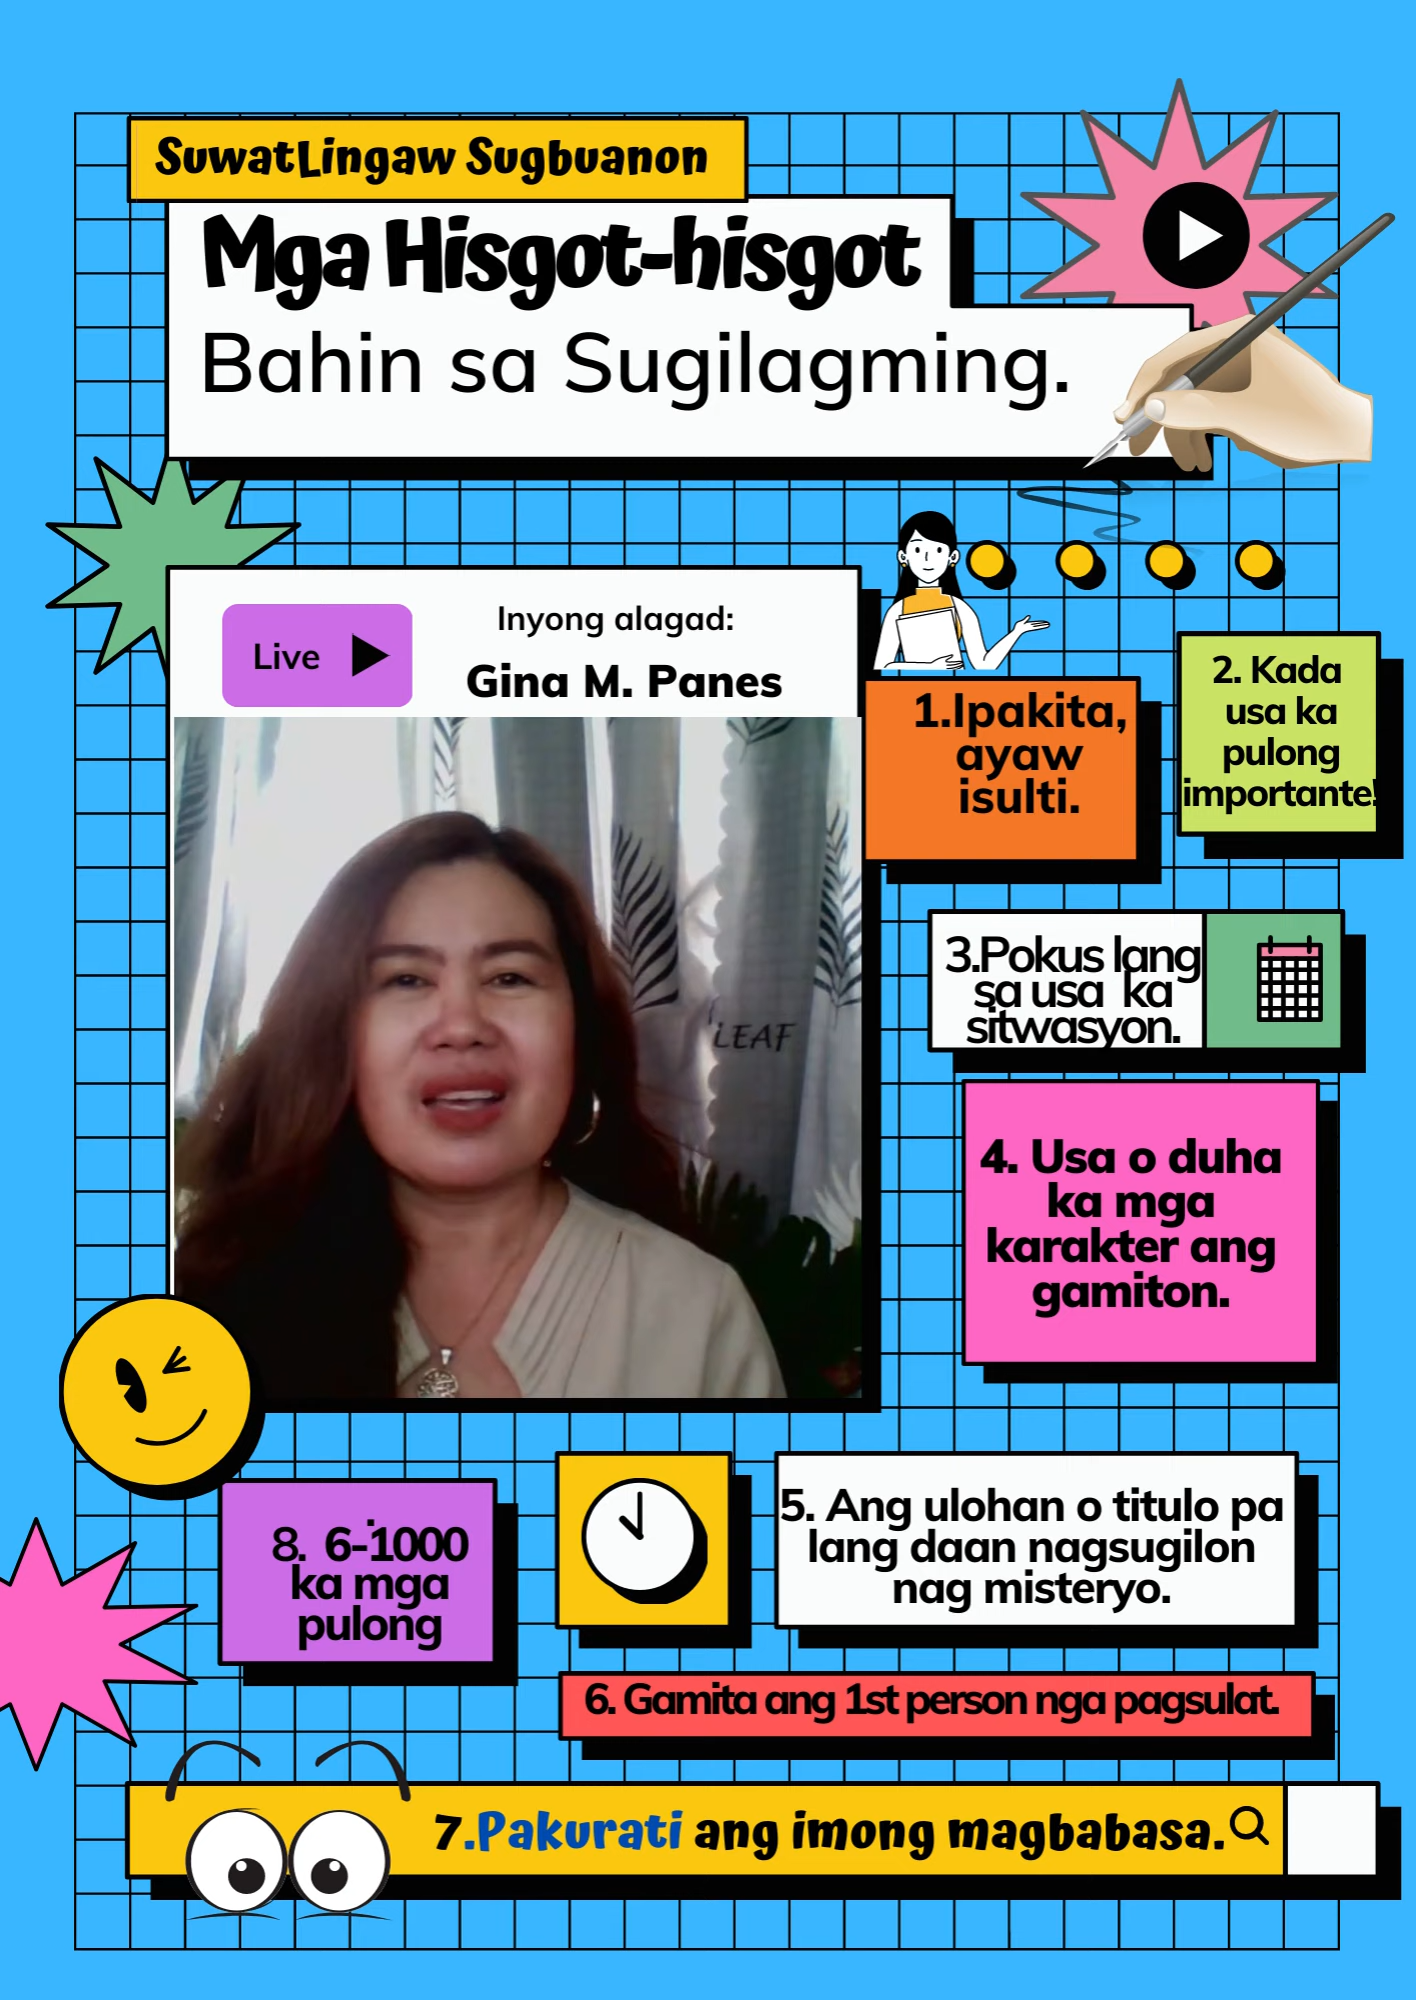 SuwatLingaw Sugbuanon
Mga Hisgot-hisgot
Bahin sa Sugilagming.
Live
Inyong alagad:
Gina M. Panes
1.Ipakita,
ayaw
isulti.
2. Kada
usa ka
pulong
importante!
3.Pokus lang
sa usa ka
sitwasyon.
LEAF
4. Usa o duha
ka mga
karakter ang
gamiton.
5. Ang ulohan o titulo pa
lang daan nagsugilon
nag misteryo.
8. 6-1000
ka mga
pulong
6. Gamita ang 1st person nga pagsulat.
7.Pakurati ang imong magbabasa.